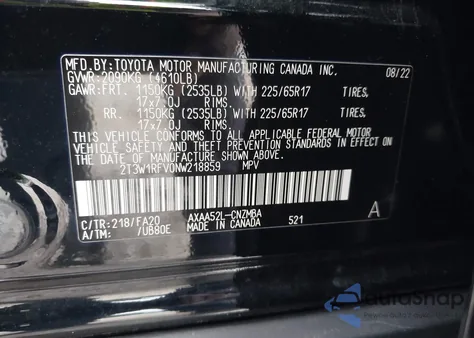 MFD.BY:TOYOTA MOTOR MANUFACTURING CANADA INC. 08/22
GVWR:2090KG (4610LB)
GAWR:FRT. 1150KG (2535LB) WITH 225/65R17 TIRES,
17x7.0J RIMS.
RR. 1150KG (2535LB) WITH 225/65R17 TIRES,
17x7.0J RIMS.
THIS VEHICLE CONFORMS TO ALL APPLICABLE FEDERAL MOTOR
VEHICLE SAFETY AND THEFT PREVENTION STANDARDS IN EFFECT
ON THE DATE OF MANUFACTURE SHOWN ABOVE.
2T3W1RFV0NW218859 MPV
C/TR:218/FA20 AXAA52L-CNZMBA A
A/TM: /UB80E MADE IN CANADA 521
AutoSnap